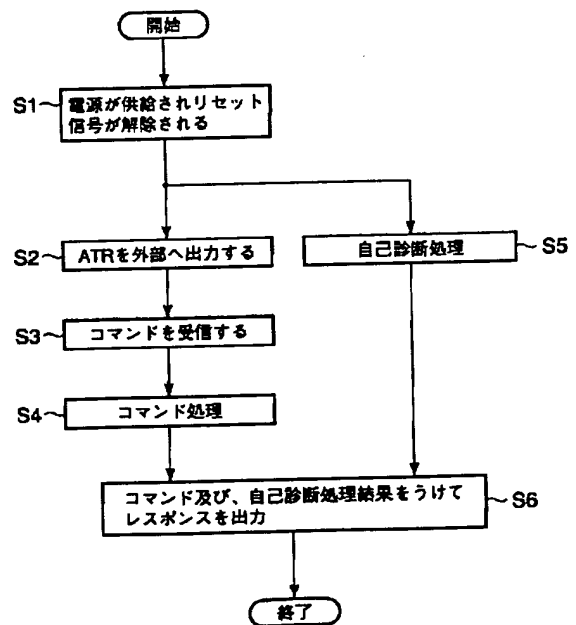 開始
S1
電源が供給されリセット
信号が解除される
S2
ATRを外部へ出力する
自己診断処理
S5
S3
コマンドを受信する
S4
コマンド処理
コマンド及び、自己診断処理結果をうけて
レスポンスを出力
S6
終了